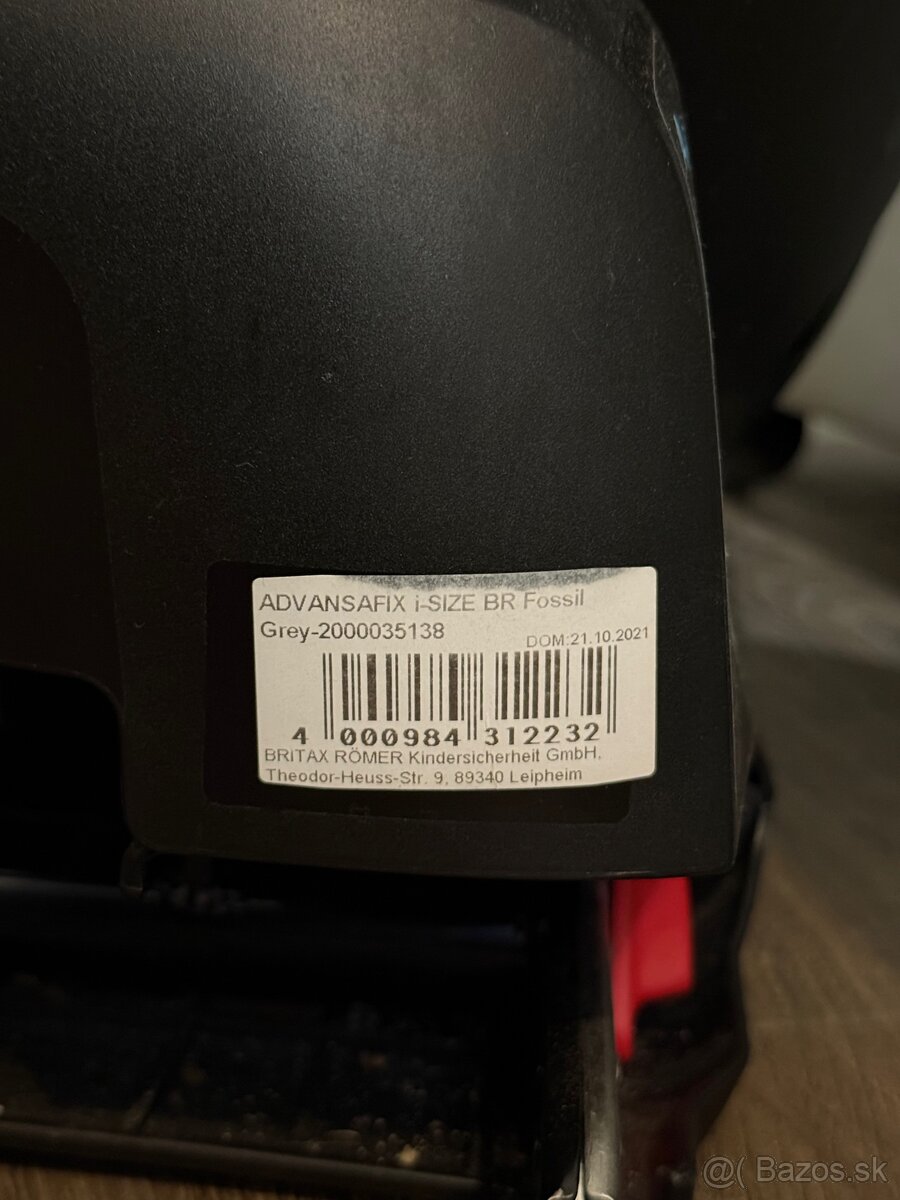 ADVANSAFIX i-SIZE BR Fossil
Grey-2000035138
DOM:21.10.2021
4 000984 312232
BRITAX RÖMER Kindersicherheit GmbH,
Theodor-Heuss-Str. 9, 89340 Leipheim
@( Bazos.sk